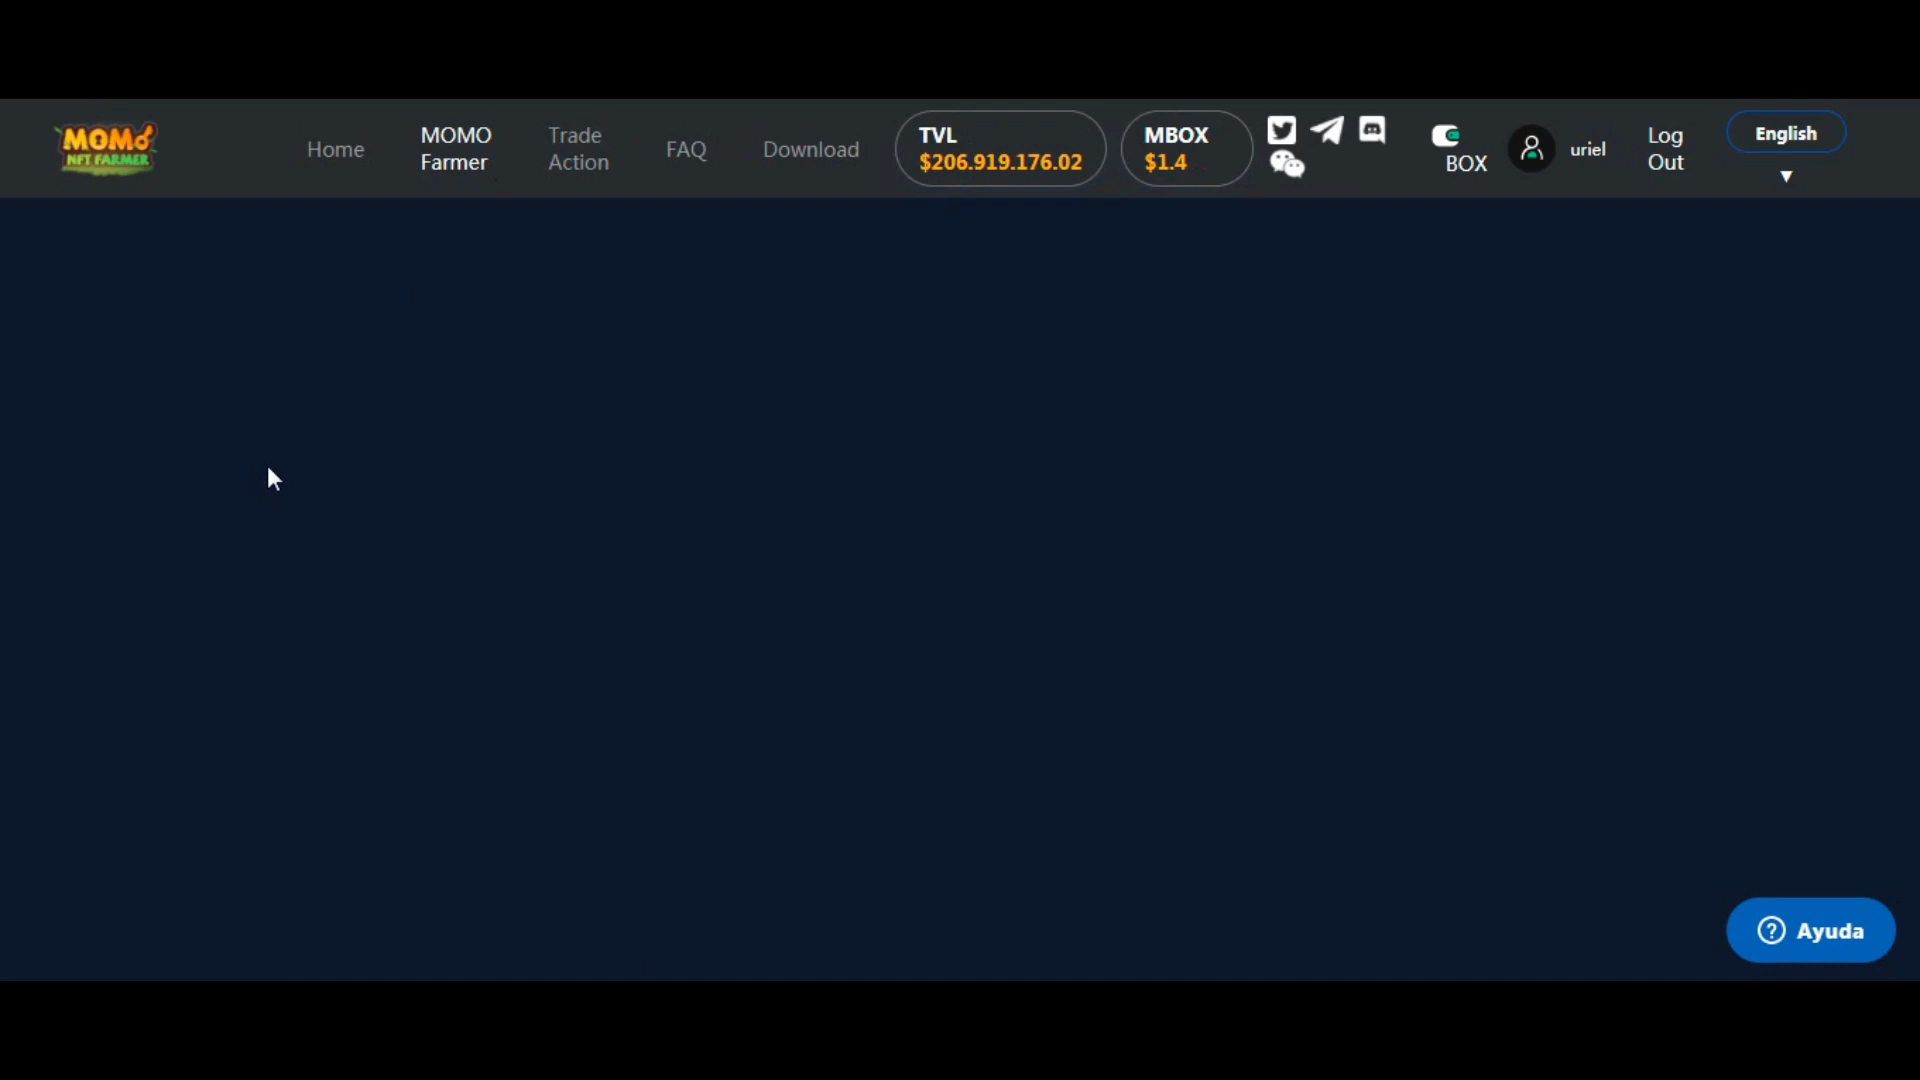 MOMO
NFT FARMER
Home
MOMO
Farmer
Trade
Action
FAQ
Download
TVL
$206.919.176.02
MBOX
$1.4
BOX
uriel
Log
Out
English
▼
? Ayuda